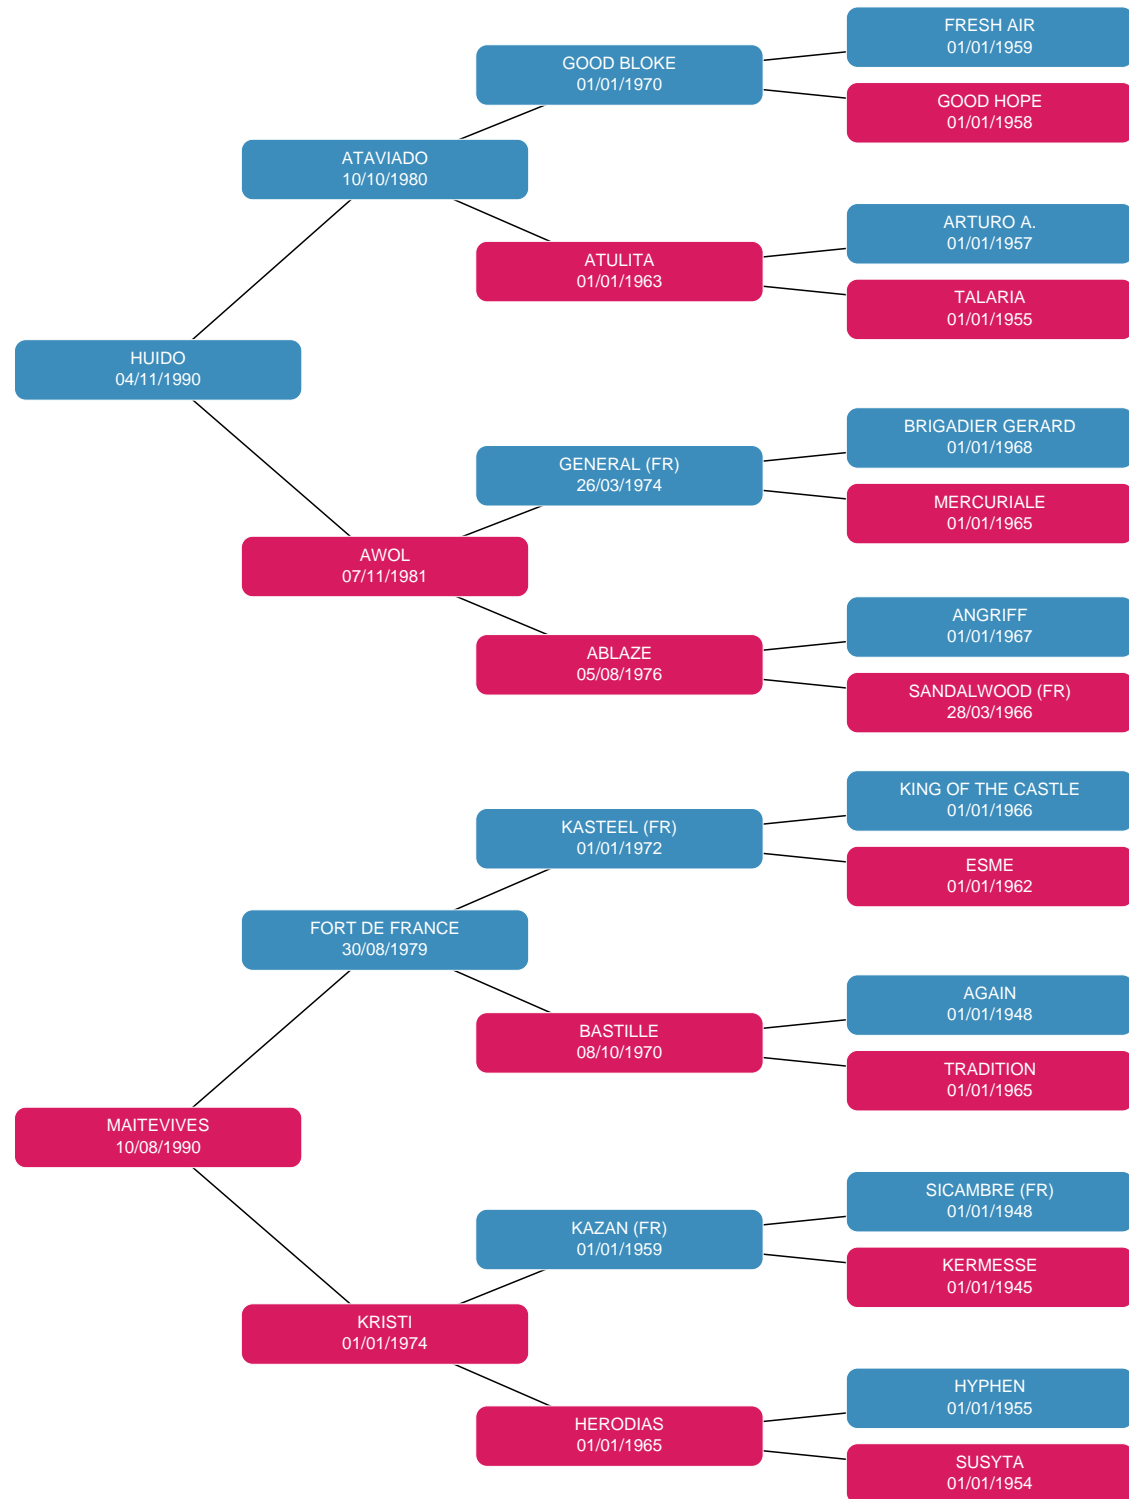 FRESH AIR
01/01/1959
GOOD BLOKE
01/01/1970
GOOD HOPE
01/01/1958
ATAVIADO
10/10/1980
ARTURO A.
01/01/1957
ATULITA
01/01/1963
TALARIA
01/01/1955
HUIDO
04/11/1990
BRIGADIER GERARD
01/01/1968
GENERAL (FR)
26/03/1974
MERCURIALE
01/01/1965
AWOL
07/11/1981
ANGRIFF
01/01/1967
ABLAZE
05/08/1976
SANDALWOOD (FR)
28/03/1966
KING OF THE CASTLE
01/01/1966
KASTEEL (FR)
01/01/1972
ESME
01/01/1962
FORT DE FRANCE
30/08/1979
AGAIN
01/01/1948
BASTILLE
08/10/1970
TRADITION
01/01/1965
MAITEVIVES
10/08/1990
SICAMBRE (FR)
01/01/1948
KAZAN (FR)
01/01/1959
KERMESSE
01/01/1945
KRISTI
01/01/1974
HYPHEN
01/01/1955
HERODIAS
01/01/1965
SUSYTA
01/01/1954